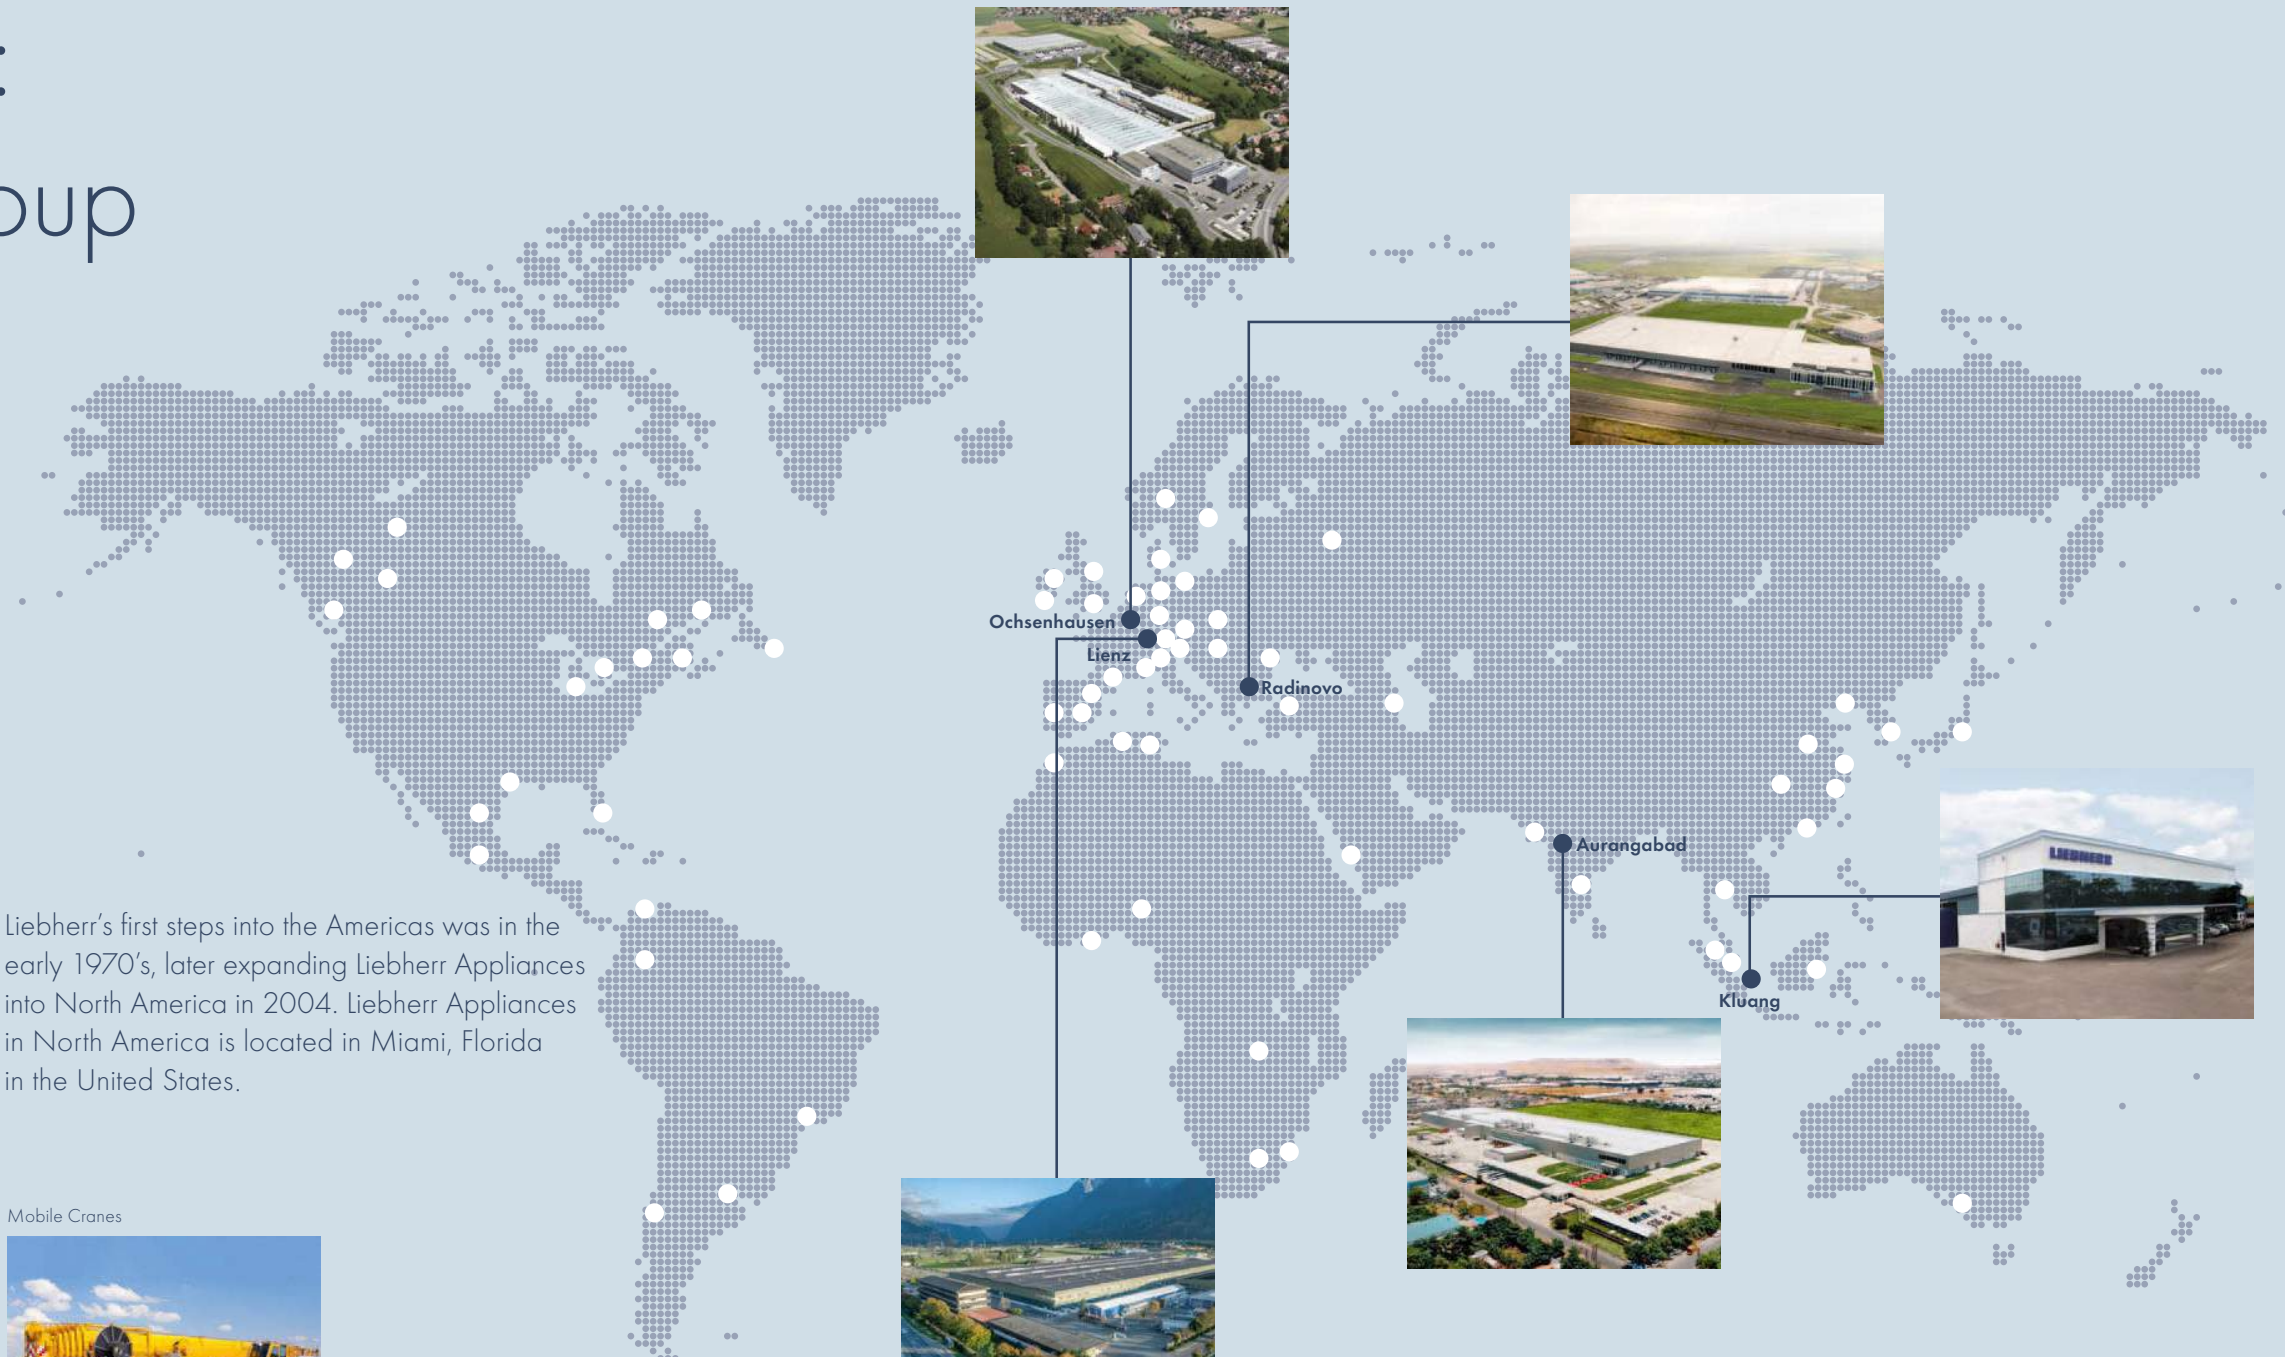 :
oup
Ochsenhausen
Lienz
Radinovo
Aurangabad
Kluang
LIEBHERR
Liebherr’s first steps into the Americas was in the
early 1970’s, later expanding Liebherr Appliances
into North America in 2004. Liebherr Appliances
in North America is located in Miami, Florida
in the United States.
Mobile Cranes